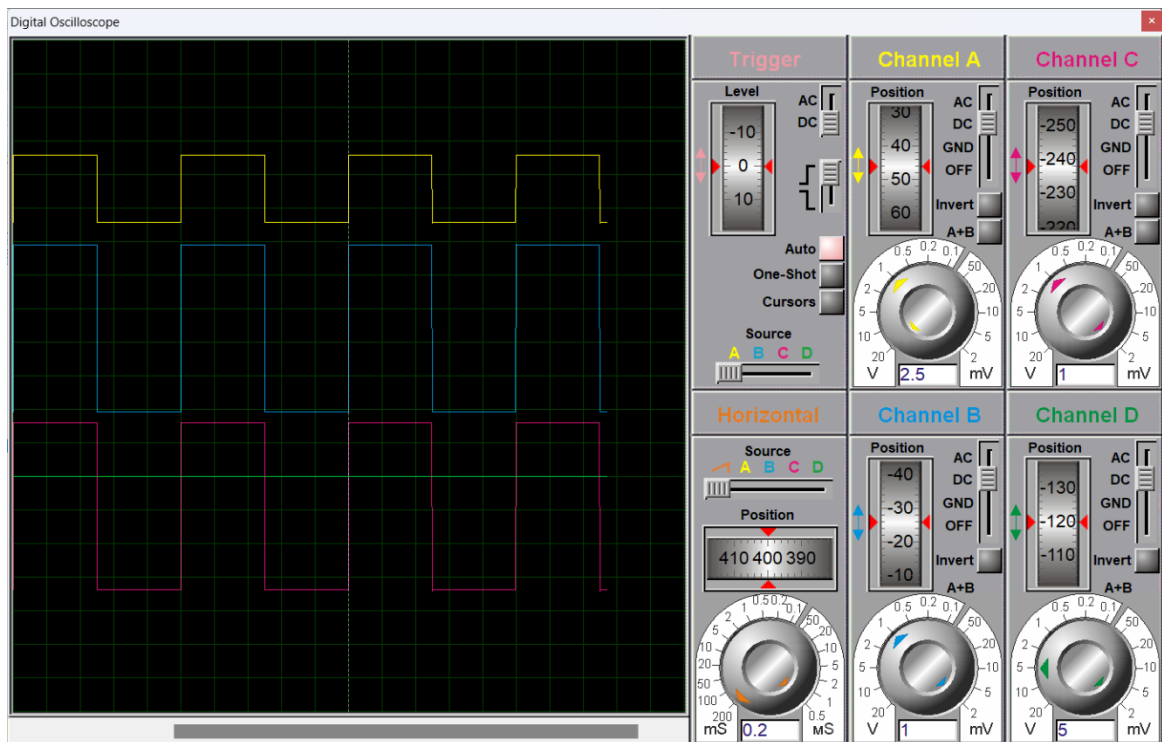 Digital Oscilloscope
×
Trigger
Level
AC
DC
-10
0
10
Auto
One-Shot
Cursors
Source
A B C D
Channel A
Position
AC
DC
GND
OFF
30
40
50
60
Invert
A+B
0.5 0.2 0.1
1
2
5
10
20
50
20
10
5
2
V 2.5 mV
Channel C
Position
AC
DC
GND
OFF
-250
-240
-230
-220
Invert
A+B
0.5 0.2 0.1
1
2
5
10
20
50
20
10
5
2
V 1 mV
Horizontal
Source
A B C D
Position
410 400 390
0.5 0.2 0.1
1
2
5
10
20
50
100
200
50
20
10
5
2
1
0.5
mS 0.2 мS
Channel B
Position
AC
DC
GND
OFF
-40
-30
-20
-10
Invert
A+B
0.5 0.2 0.1
1
2
5
10
20
50
20
10
5
2
V 1 mV
Channel D
Position
AC
DC
GND
OFF
-130
-120
-110
Invert
A+B
0.5 0.2 0.1
1
2
5
10
20
50
20
10
5
2
V 5 mV